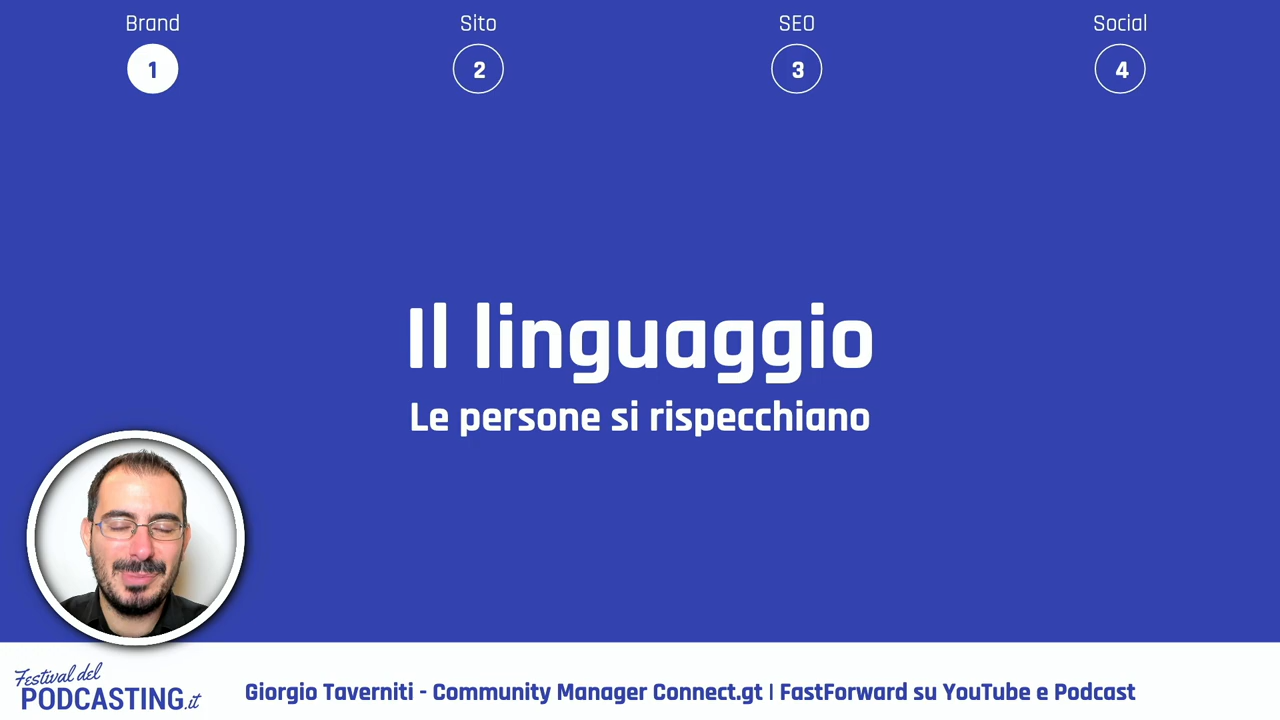 Brand Sito SEO Social
1 2 3 4
Il linguaggio
Le persone si rispecchiano
Festival del
PODCASTING.it
Giorgio Taverniti - Community Manager Connect.gt | FastForward su YouTube e Podcast